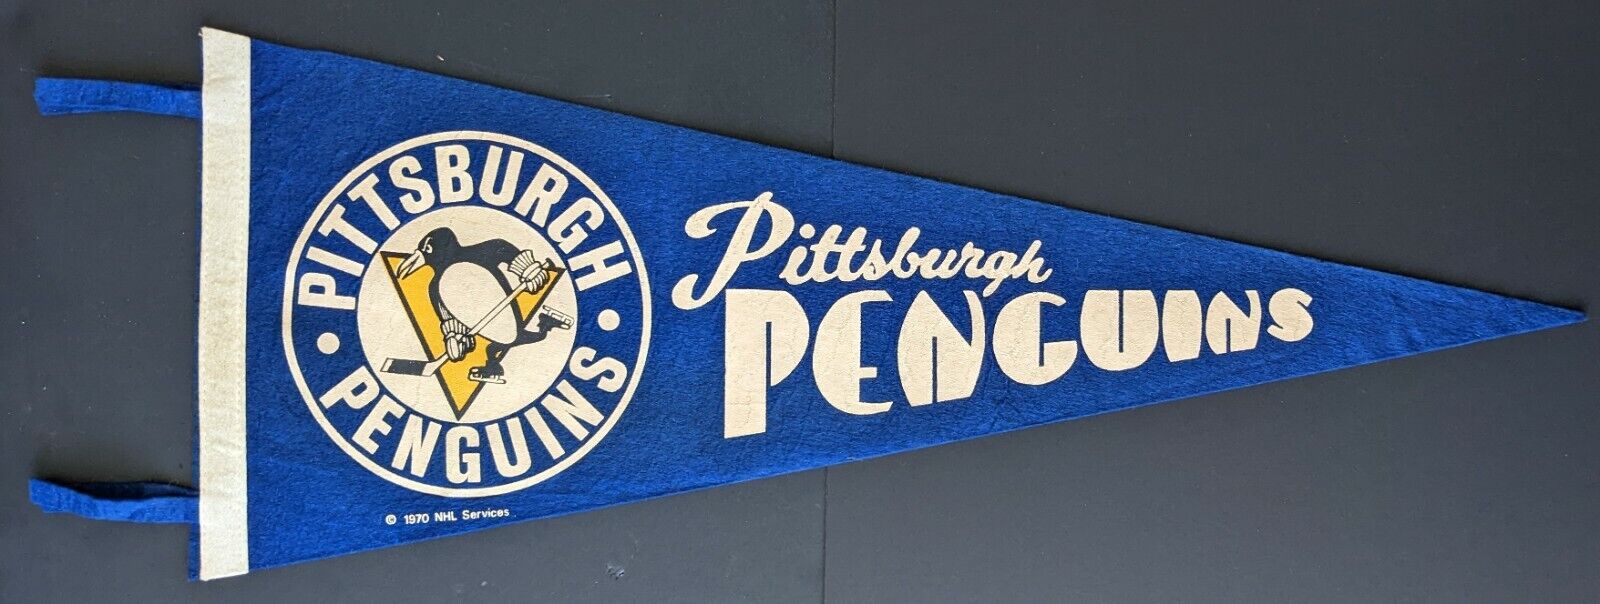 PITTSBURGH
• PENGUINS •
Pittsburgh
PENGUINS
© 1970 NHL Services